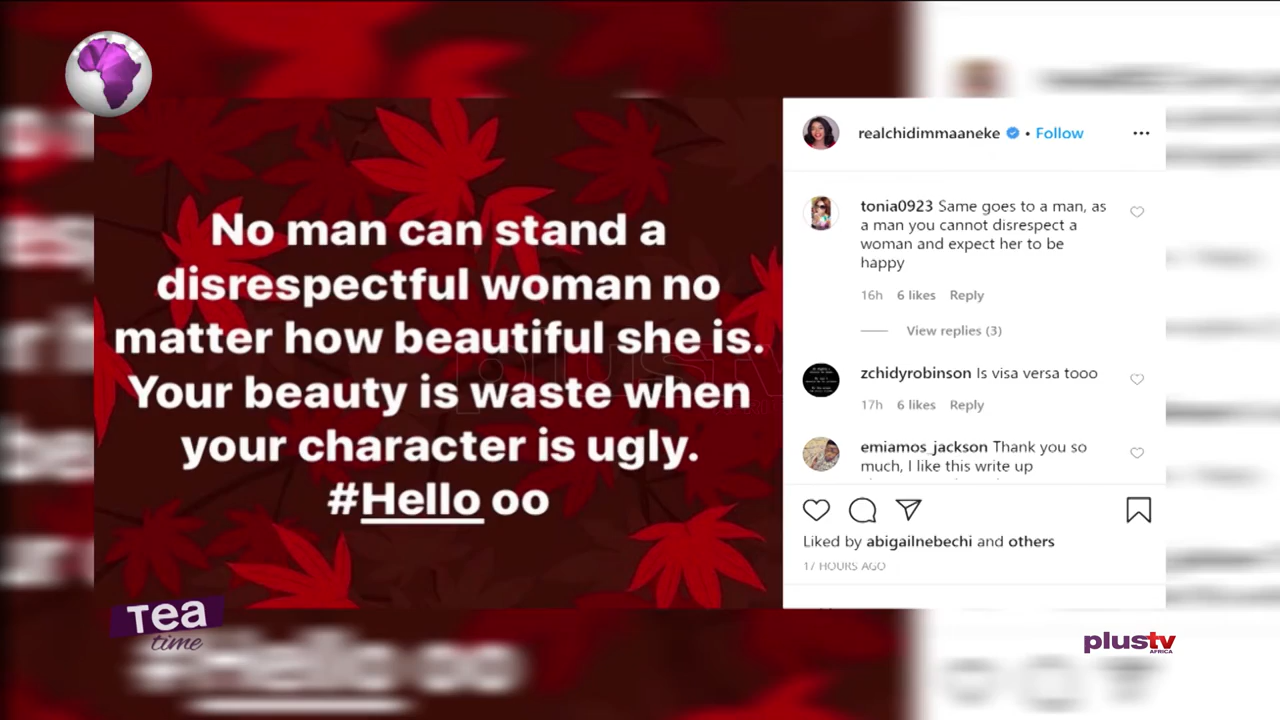 No man can stand a
disrespectful woman no
matter how beautiful she is.
Your beauty is waste when
your character is ugly.
#Hello oo
realchidimmaaneke • Follow
tonia0923 Same goes to a man, as
a man you cannot disrespect a
woman and expect her to be
happy
16h 6 likes Reply
View replies (3)
zchidyrobinson Is visa versa tooo
17h 6 likes Reply
emiamos_jackson Thank you so
much, I like this write up
Liked by abigailnebechi and others
17 HOURS AGO
Tea
time
plustv
AFRICA
plustv